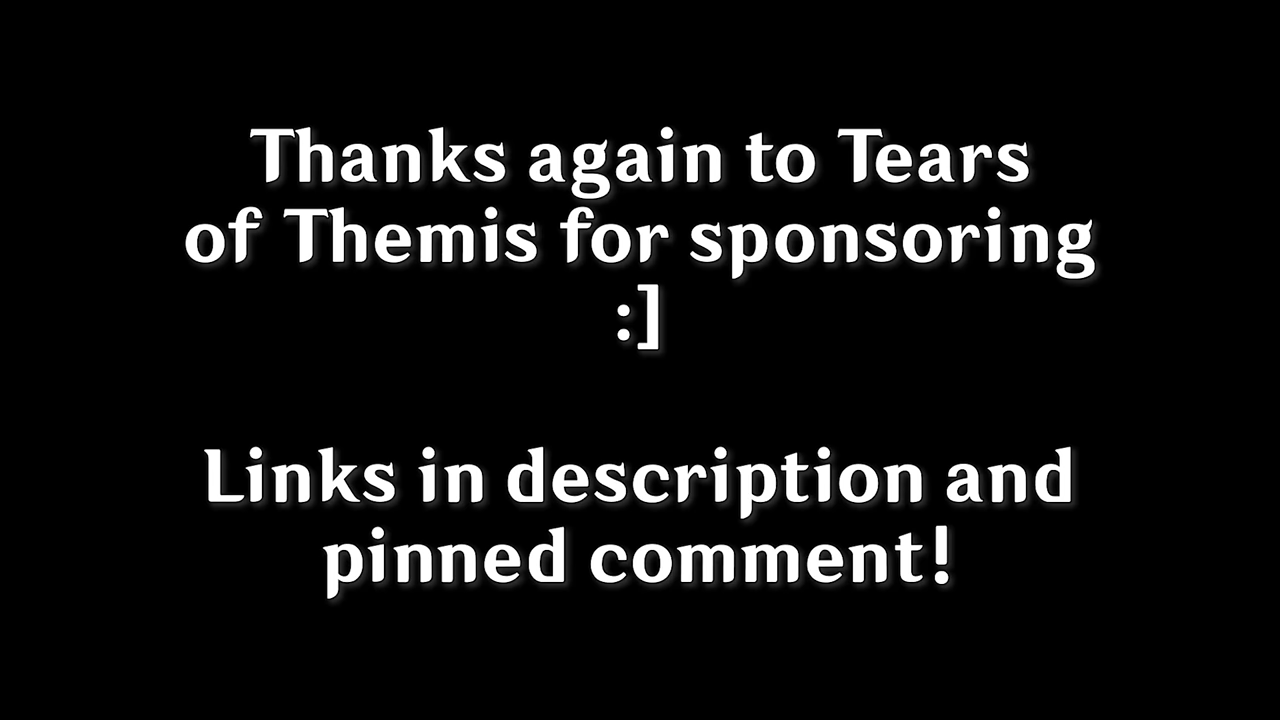 Thanks again to Tears
of Themis for sponsoring
:]
Links in description and
pinned comment!